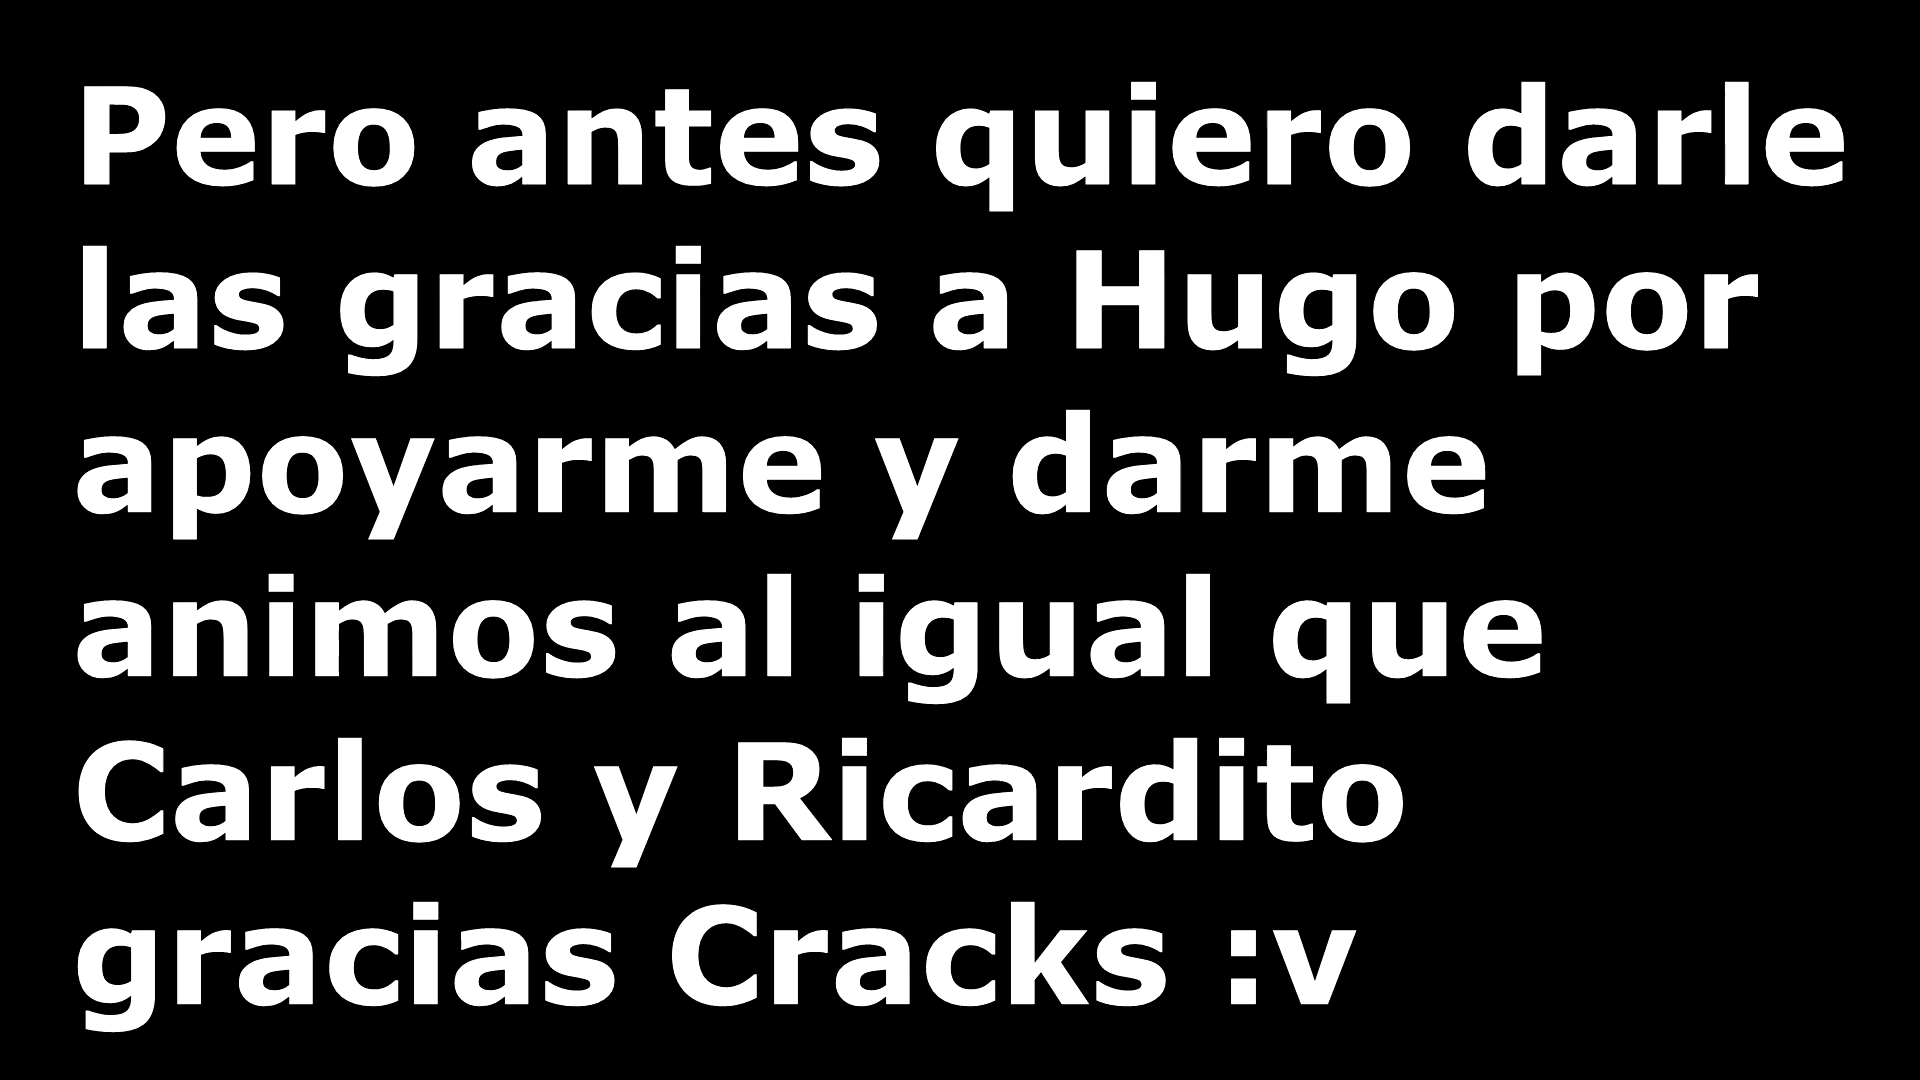 Pero antes quiero darle
las gracias a Hugo por
apoyarme y darme
animos al igual que
Carlos y Ricardito
gracias Cracks :v